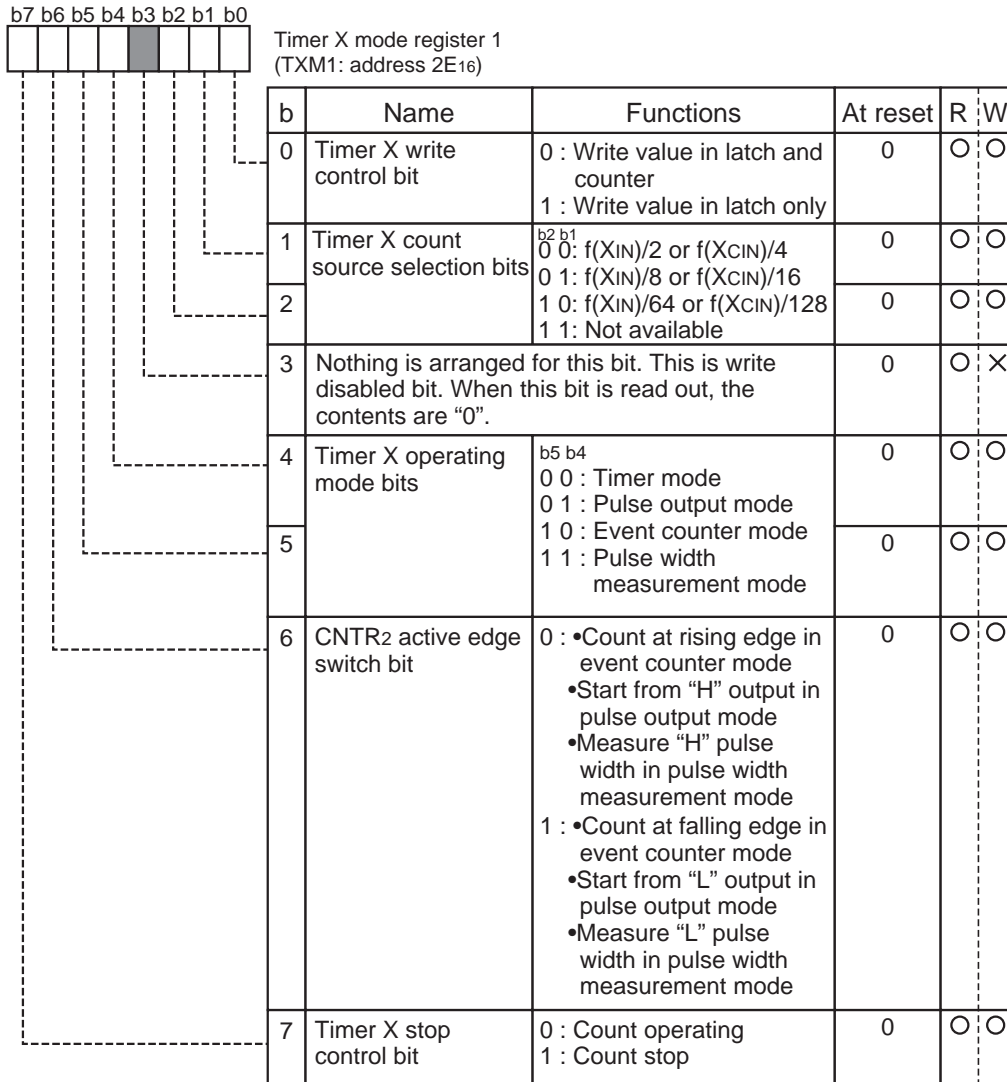 b7 b6 b5 b4 b3 b2 b1 b0
Timer X mode register 1
(TXM1: address 2E16)
b Name Functions At reset R W
0 Timer X write 0 : Write value in latch and 0 O O
control bit counter
1 : Write value in latch only
1 Timer X count b2 b1 0 O O
source selection bits 0 0: f(XIN)/2 or f(XCIN)/4
0 1: f(XIN)/8 or f(XCIN)/16
2 1 0: f(XIN)/64 or f(XCIN)/128 0 O O
1 1: Not available
3 Nothing is arranged for this bit. This is write 0 O ×
disabled bit. When this bit is read out, the
contents are “0”.
4 Timer X operating b5 b4 0 O O
mode bits 0 0 : Timer mode
0 1 : Pulse output mode
5 1 0 : Event counter mode 0 O O
1 1 : Pulse width
measurement mode
6 CNTR2 active edge 0 : •Count at rising edge in 0 O O
switch bit event counter mode
•Start from “H” output in
pulse output mode
•Measure “H” pulse
width in pulse width
measurement mode
1 : •Count at falling edge in
event counter mode
•Start from “L” output in
pulse output mode
•Measure “L” pulse
width in pulse width
measurement mode
7 Timer X stop 0 : Count operating 0 O O
control bit 1 : Count stop